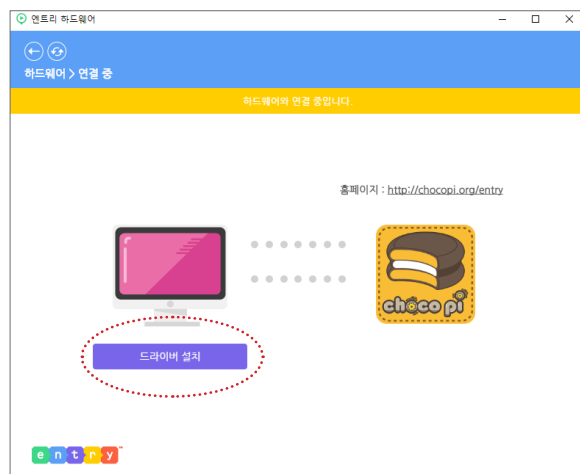 엔트리 하드웨어
하드웨어 > 연결 중
하드웨어와 연결 중입니다.
홈페이지 : http://chocopi.org/entry
choco pi
드라이버 설치
entry